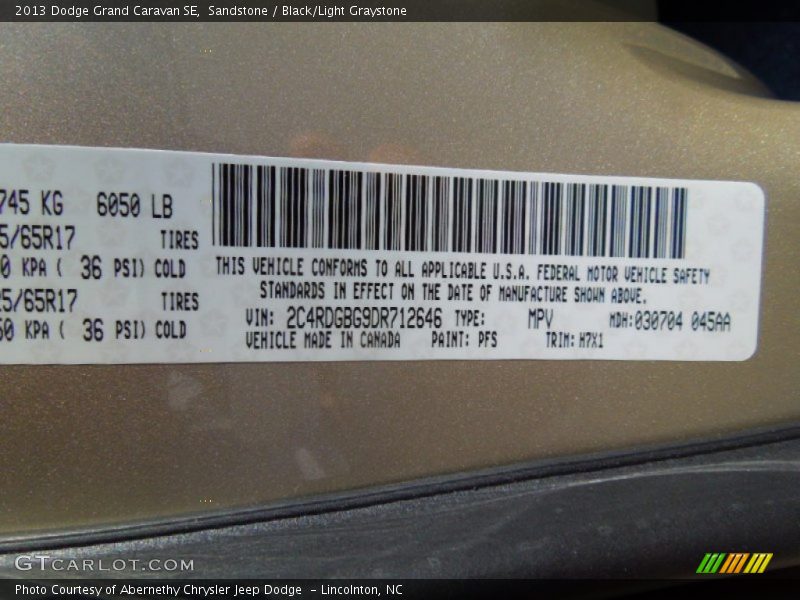 2013 Dodge Grand Caravan SE, Sandstone / Black/Light Graystone
745 KG 6050 LB
5/65R17 TIRES
0 KPA ( 36 PSI) COLD
25/65R17 TIRES
50 KPA ( 36 PSI) COLD
THIS VEHICLE CONFORMS TO ALL APPLICABLE U.S.A. FEDERAL MOTOR VEHICLE SAFETY
STANDARDS IN EFFECT ON THE DATE OF MANUFACTURE SHOWN ABOVE.
VIN: 2C4RDGBG9DR712646 TYPE: MPV MDH:030704 045AA
VEHICLE MADE IN CANADA PAINT: PFS TRIM: H7X1
GTCARLOT.COM
Photo Courtesy of Abernethy Chrysler Jeep Dodge - Lincolnton, NC